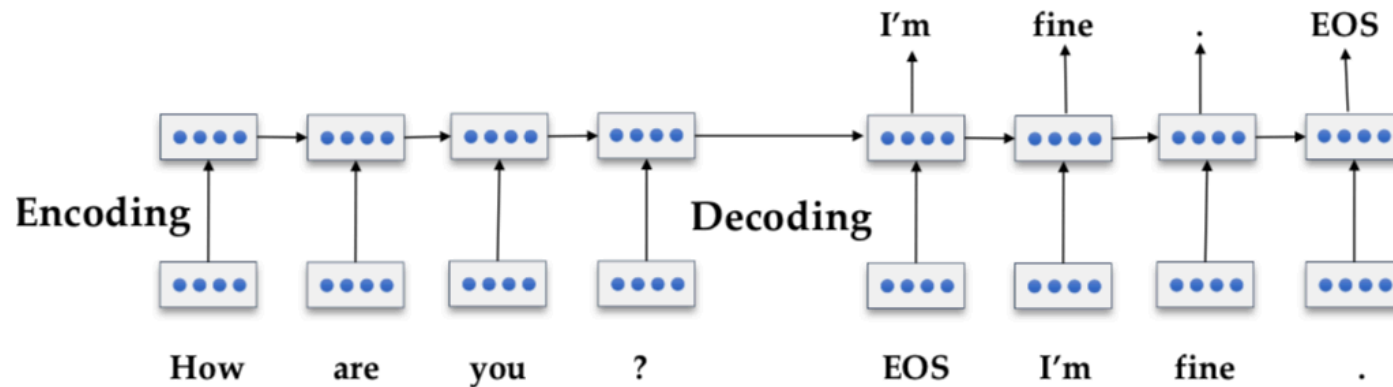 I'm fine . EOS
Encoding Decoding
How are you ? EOS I'm fine .